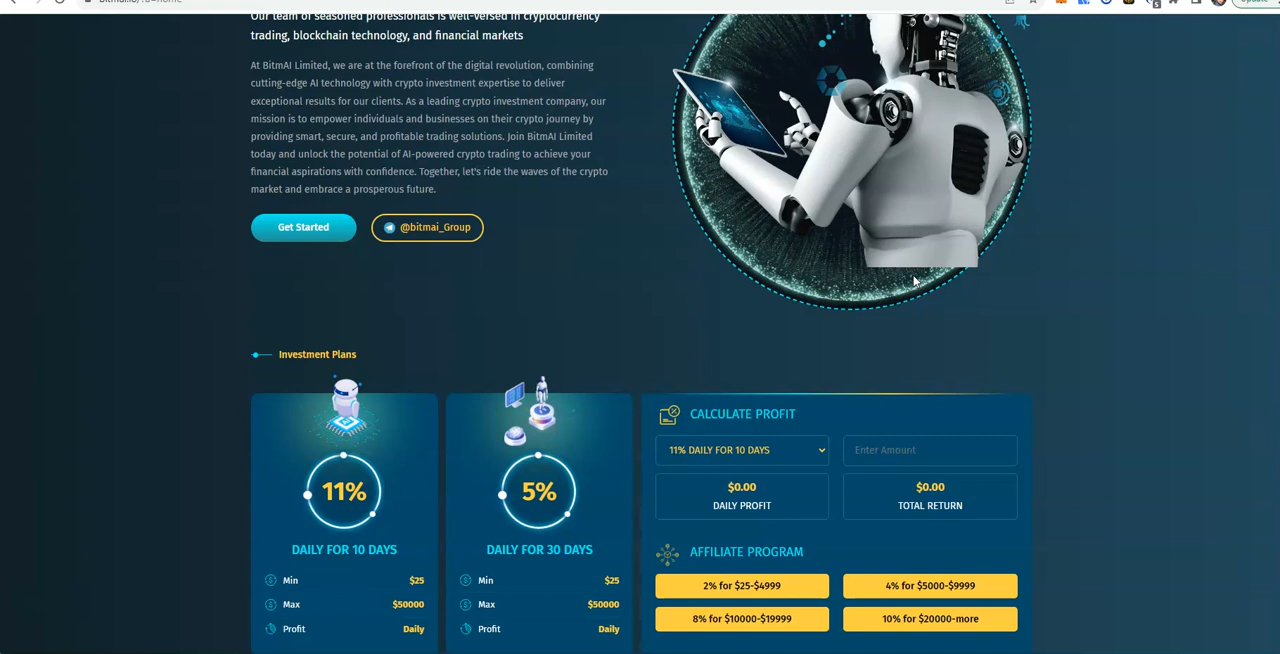 Our team of seasoned professionals is well-versed in cryptocurrency
trading, blockchain technology, and financial markets
At BitmAI Limited, we are at the forefront of the digital revolution, combining
cutting-edge AI technology with crypto investment expertise to deliver
exceptional results for our clients. As a leading crypto investment company, our
mission is to empower individuals and businesses on their crypto journey by
providing smart, secure, and profitable trading solutions. Join BitmAI Limited
today and unlock the potential of AI-powered crypto trading to achieve your
financial aspirations with confidence. Together, let's ride the waves of the crypto
market and embrace a prosperous future.
Get Started
@bitmai_Group
Investment Plans
11%
DAILY FOR 10 DAYS
Min $25
Max $50000
Profit Daily
5%
DAILY FOR 30 DAYS
Min $25
Max $50000
Profit Daily
CALCULATE PROFIT
11% DAILY FOR 10 DAYS
Enter Amount
$0.00
DAILY PROFIT
$0.00
TOTAL RETURN
AFFILIATE PROGRAM
2% for $25-$4999
4% for $5000-$9999
8% for $10000-$19999
10% for $20000-more